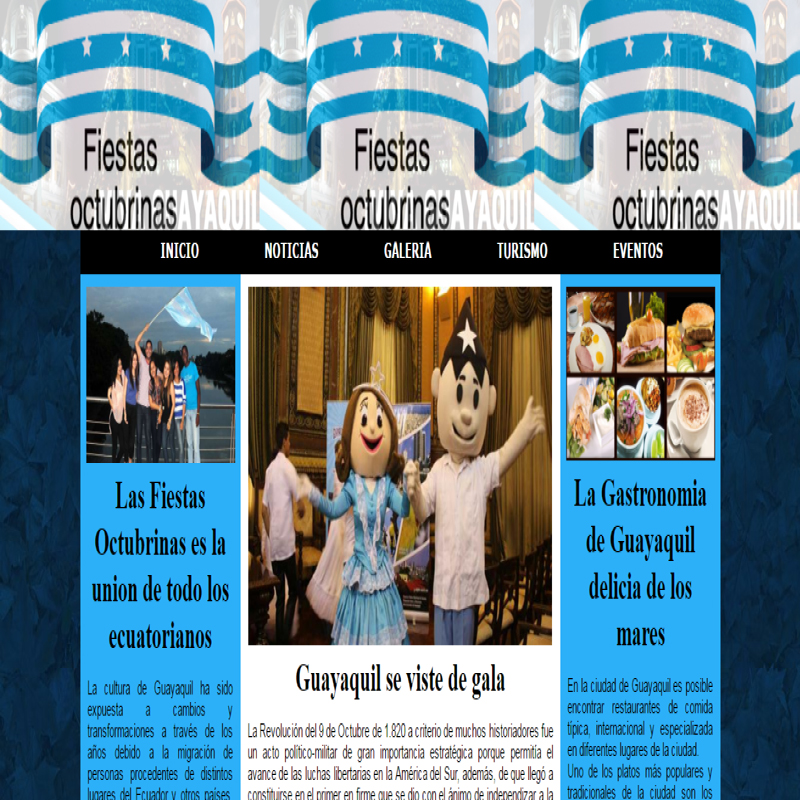 Fiestas
octubrinas
GUAYAQUIL
Fiestas
octubrinas
GUAYAQUIL
Fiestas
octubrinas
INICIO NOTICIAS GALERIA TURISMO EVENTOS
Las Fiestas
Octubrinas es la
union de todo los
ecuatorianos
La cultura de Guayaquil ha sido
expuesta a cambios y
transformaciones a través de los
años debido a la migración de
personas procedentes de distintos
lugares del Ecuador y otros países.
Guayaquil se viste de gala
La Revolución del 9 de Octubre de 1.820 a criterio de muchos historiadores fue
un acto político-militar de gran importancia estratégica porque permitía el
avance de las luchas libertarias en la América del Sur, además, de que llegó a
constituirse en el primer en firme que se dio con el ánimo de independizar a la
La Gastronomia
de Guayaquil
delicia de los
mares
En la ciudad de Guayaquil es posible
encontrar restaurantes de comida
típica, internacional y especializada
en diferentes lugares de la ciudad.
Uno de los platos más populares y
tradicionales de la ciudad son los